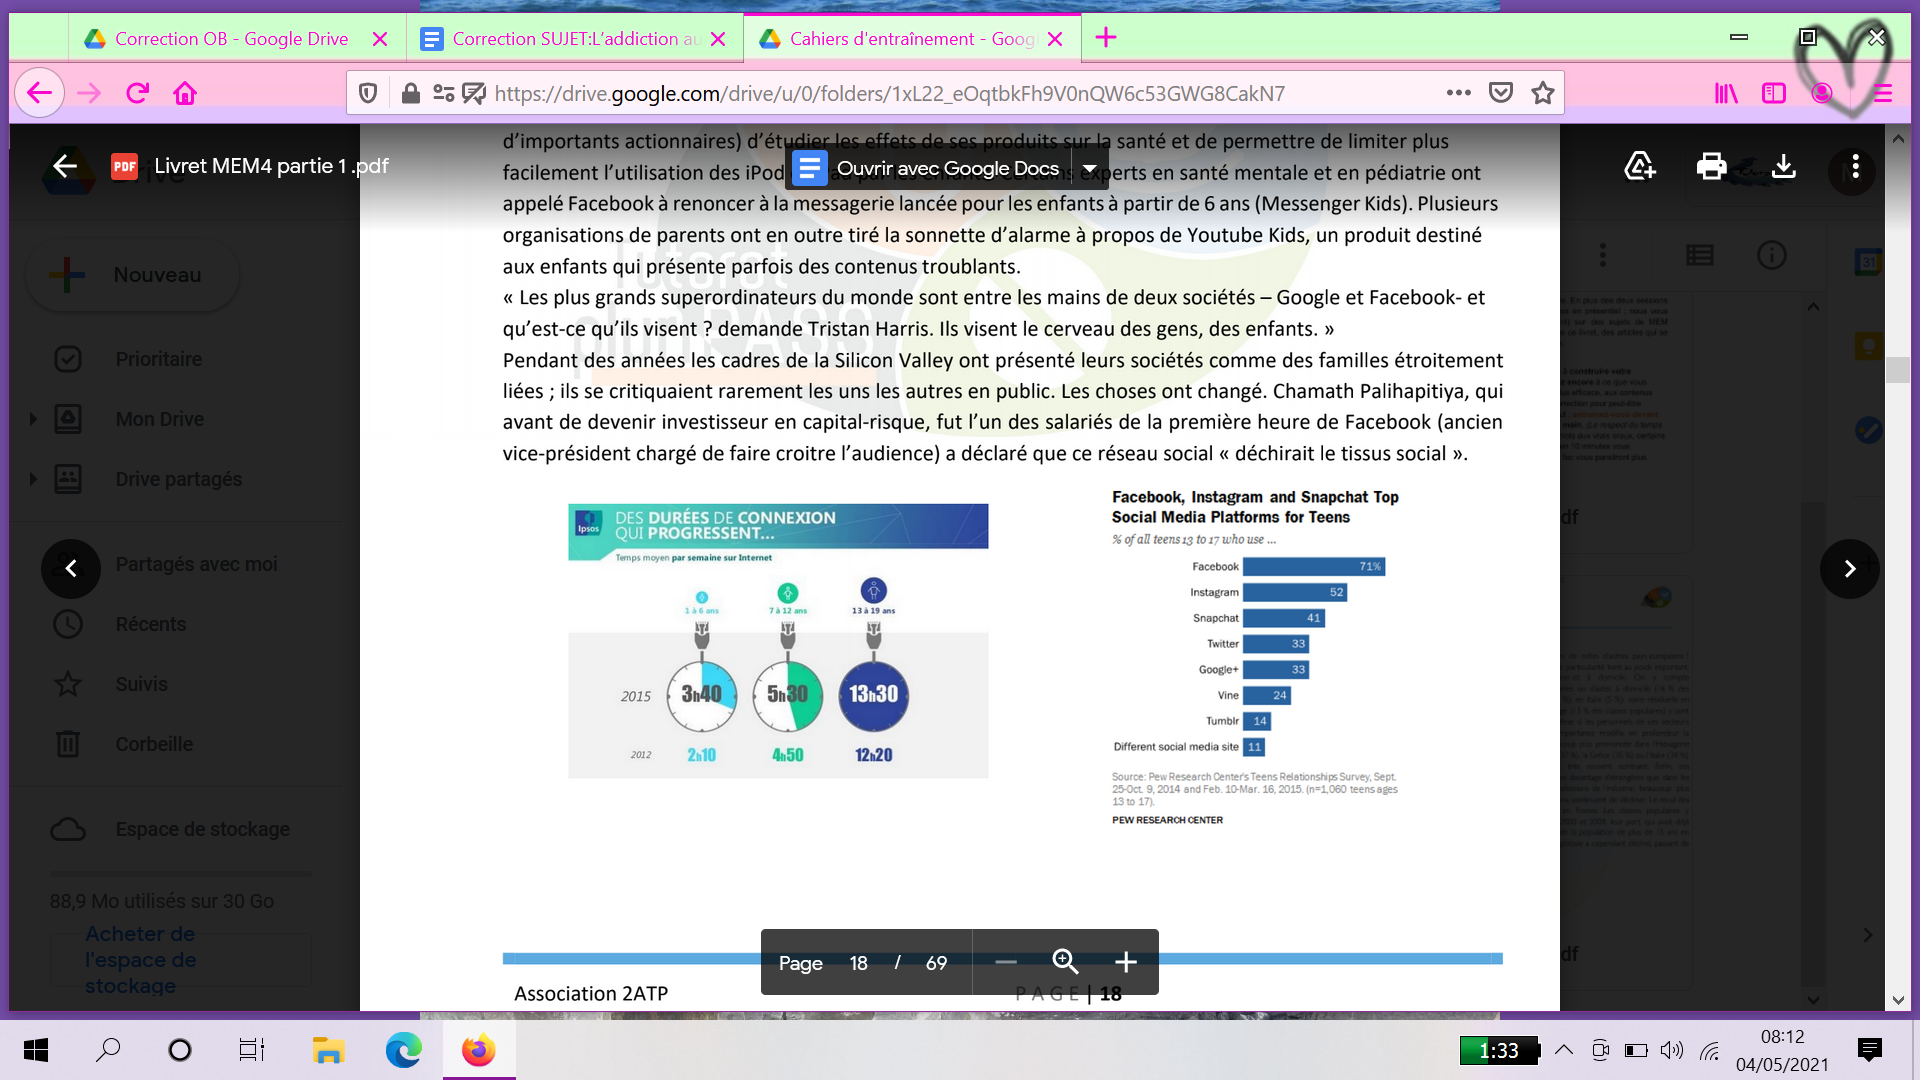 Correction OB - Google Drive
Correction SUJET:L'addiction au
Cahiers d'entraînement - Goog
https://drive.google.com/drive/u/0/folders/1xL22_eOqtbkFh9V0nQW6c53GWG8CakN7
Livret MEM4 partie 1 .pdf
Ouvrir avec Google Docs
Nouveau
Prioritaire
Mon Drive
Drive partagés
Partagés avec moi
Récents
Suivis
Corbeille
Espace de stockage
88,9 Mo utilisés sur 30 Go
Acheter de
l'espace de
stockage
d'importants actionnaires) d'étudier les effets de ses produits sur la santé et de permettre de limiter plus
facilement l'utilisation des iPod experts en santé mentale et en pédiatrie ont
appelé Facebook à renoncer à la messagerie lancée pour les enfants à partir de 6 ans (Messenger Kids). Plusieurs
organisations de parents ont en outre tiré la sonnette d'alarme à propos de Youtube Kids, un produit destiné
aux enfants qui présente parfois des contenus troublants.
« Les plus grands superordinateurs du monde sont entre les mains de deux sociétés – Google et Facebook- et
qu'est-ce qu'ils visent ? demande Tristan Harris. Ils visent le cerveau des gens, des enfants. »
Pendant des années les cadres de la Silicon Valley ont présenté leurs sociétés comme des familles étroitement
liées ; ils se critiquaient rarement les uns les autres en public. Les choses ont changé. Chamath Palihapitiya, qui
avant de devenir investisseur en capital-risque, fut l'un des salariés de la première heure de Facebook (ancien
vice-président chargé de faire croitre l'audience) a déclaré que ce réseau social « déchirait le tissus social ».
Ipsos
DES DURÉES DE CONNEXION
QUI PROGRESSENT...
Temps moyen par semaine sur Internet
1 à 6 ans
7 à 12 ans
13 à 19 ans
2015
3h40
5h30
13h30
2012
2h10
4h50
12h20
Facebook, Instagram and Snapchat Top
Social Media Platforms for Teens
% of all teens 13 to 17 who use ...
Facebook 71%
Instagram 52
Snapchat 41
Twitter 33
Google+ 33
Vine 24
Tumblr 14
Different social media site 11
Source: Pew Research Center's Teens Relationships Survey, Sept.
25-Oct. 9, 2014 and Feb. 10-Mar. 16, 2015. (n=1,060 teens ages
13 to 17).
PEW RESEARCH CENTER
Page 18 / 69
Association 2ATP
PAGE | 18
1:33
08:12
04/05/2021